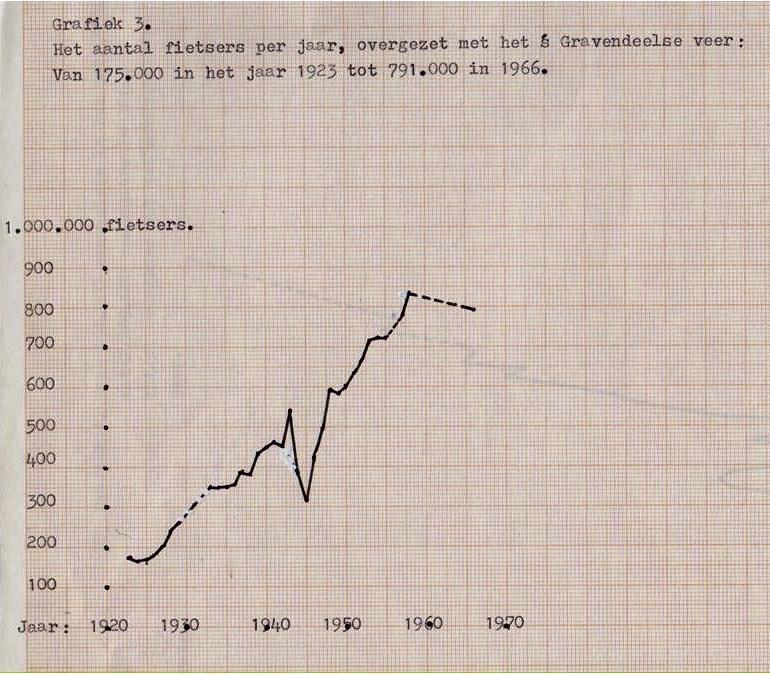 Grafiek 3.
Het aantal fietsers per jaar, overgezet met het š Gravendeelse veer:
Van 175.000 in het jaar 1923 tot 791.000 in 1966.
1.000.000 fietsers.
900
800
700
600
500
400
300
200
100
Jaar: 1920 1930 1940 1950 1960 1970